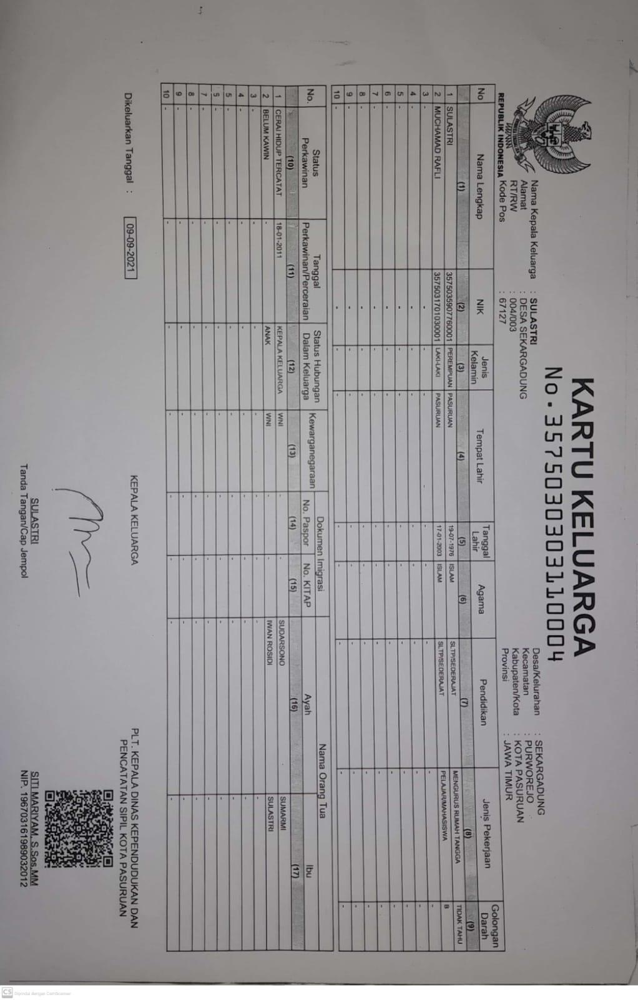 KARTU KELUARGA
No. 3575030303110004
REPUBLIK INDONESIA
Nama Kepala Keluarga : SULASTRI
Alamat : DESA SEKARGADUNG
RT/RW : 004/003
Kode Pos : 67127
Desa/Kelurahan : SEKARGADUNG
Kecamatan : PURWOREJO
Kabupaten/Kota : KOTA PASURUAN
Provinsi : JAWA TIMUR
No Nama Lengkap NIK Jenis Kelamin Tempat Lahir Tanggal Lahir Agama Pendidikan Jenis Pekerjaan Golongan Darah
(1) (2) (3) (4) (5) (6) (7) (8) (9)
1 SULASTRI 3575035907760001 PEREMPUAN PASURUAN 19-07-1976 ISLAM SLTP/SEDERAJAT MENGURUS RUMAH TANGGA TIDAK TAHU
2 MUCHAMAD RAFLI 3575031701030001 LAKI-LAKI PASURUAN 17-01-2003 ISLAM SLTP/SEDERAJAT PELAJAR/MAHASISWA B
3 - - - - - - - - -
4 - - - - - - - - -
5 - - - - - - - - -
6 - - - - - - - - -
7 - - - - - - - - -
8 - - - - - - - - -
9 - - - - - - - - -
10 - - - - - - - - -
No. Status Perkawinan Tanggal Perkawinan/Perceraian Status Hubungan Dalam Keluarga Kewarganegaraan Dokumen Imigrasi Nama Orang Tua
No. Paspor No. KITAP Ayah Ibu
(10) (11) (12) (13) (14) (15) (16) (17)
1 CERAI HIDUP TERCATAT 18-01-2011 KEPALA KELUARGA WNI - - SUDARSONO SUMARMI
2 BELUM KAWIN - ANAK WNI - - IWAN ROSIDI SULASTRI
3 - - - - - - - -
4 - - - - - - - -
5 - - - - - - - -
5 - - - - - - - -
7 - - - - - - - -
8 - - - - - - - -
9 - - - - - - - -
10 - - - - - - - -
Dikeluarkan Tanggal : 09-09-2021
KEPALA KELUARGA
SULASTRI
Tanda Tangan/Cap Jempol
PLT. KEPALA DINAS KEPENDUDUKAN DAN
PENCATATAN SIPIL KOTA PASURUAN
SITI MARIYAM, S.Sos,MM
NIP. 196703161989032012
CS Dipindai dengan CamScanner